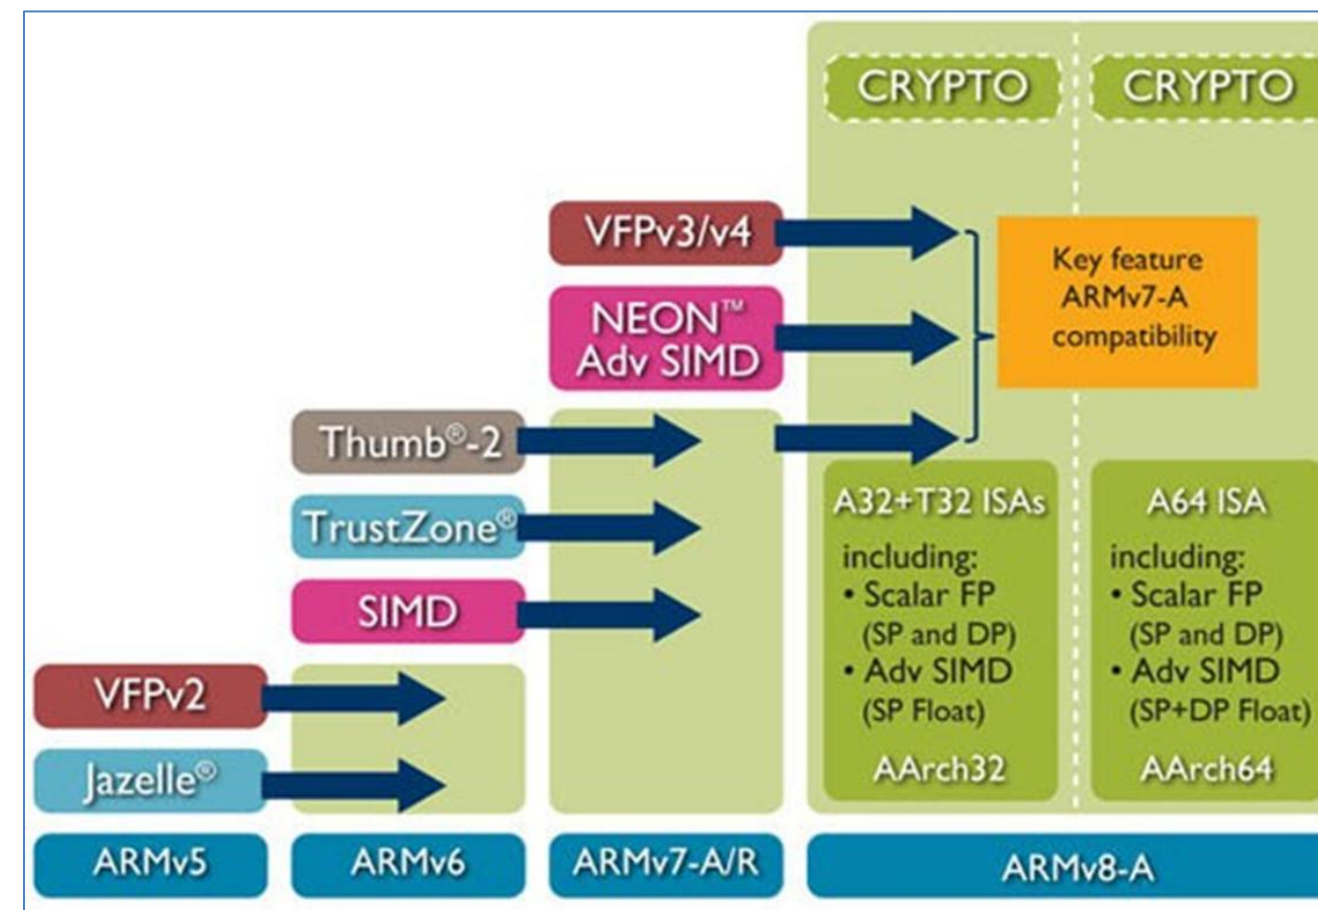 CRYPTO
CRYPTO
VFPv3/v4
NEON™
Adv SIMD
Key feature
ARMv7-A
compatibility
Thumb®-2
TrustZone®
SIMD
VFPv2
Jazelle®
A32+T32 ISAs
including:
• Scalar FP
(SP and DP)
• Adv SIMD
(SP Float)
AArch32
A64 ISA
including:
• Scalar FP
(SP and DP)
• Adv SIMD
(SP+DP Float)
AArch64
ARMv5
ARMv6
ARMv7-A/R
ARMv8-A